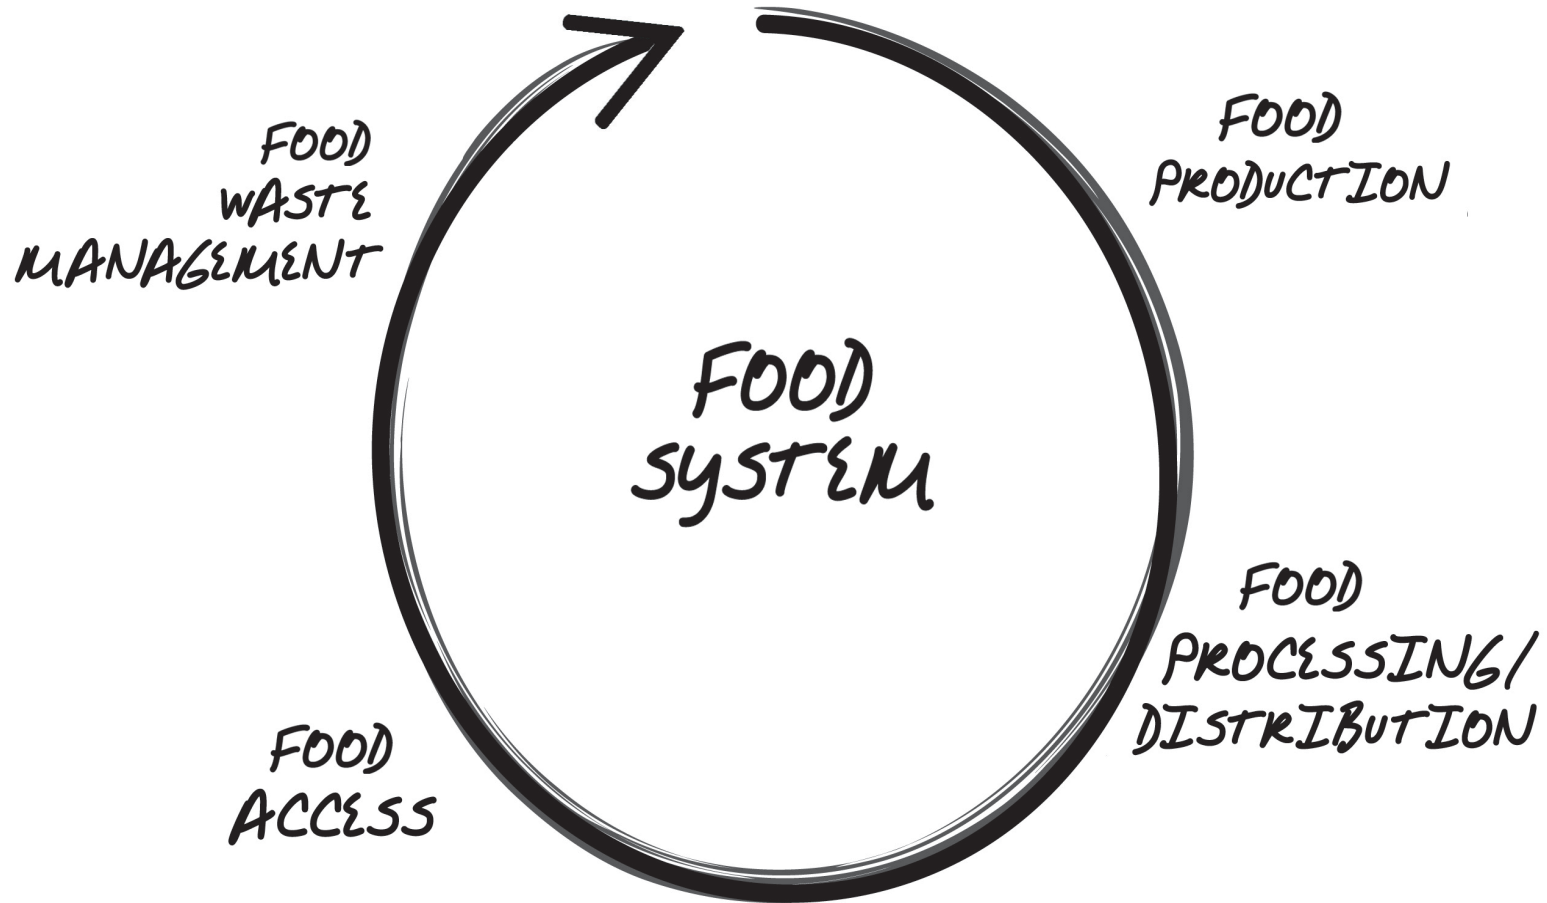 FOOD
PRODUCTION
FOOD
WASTE
MANAGEMENT
FOOD
SYSTEM
FOOD
PROCESSING/
DISTRIBUTION
FOOD
ACCESS